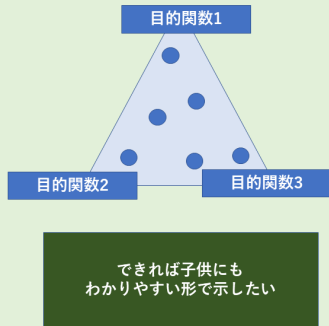 目的関数1
目的関数2
目的関数3
できれば子供にも
わかりやすい形で示したい